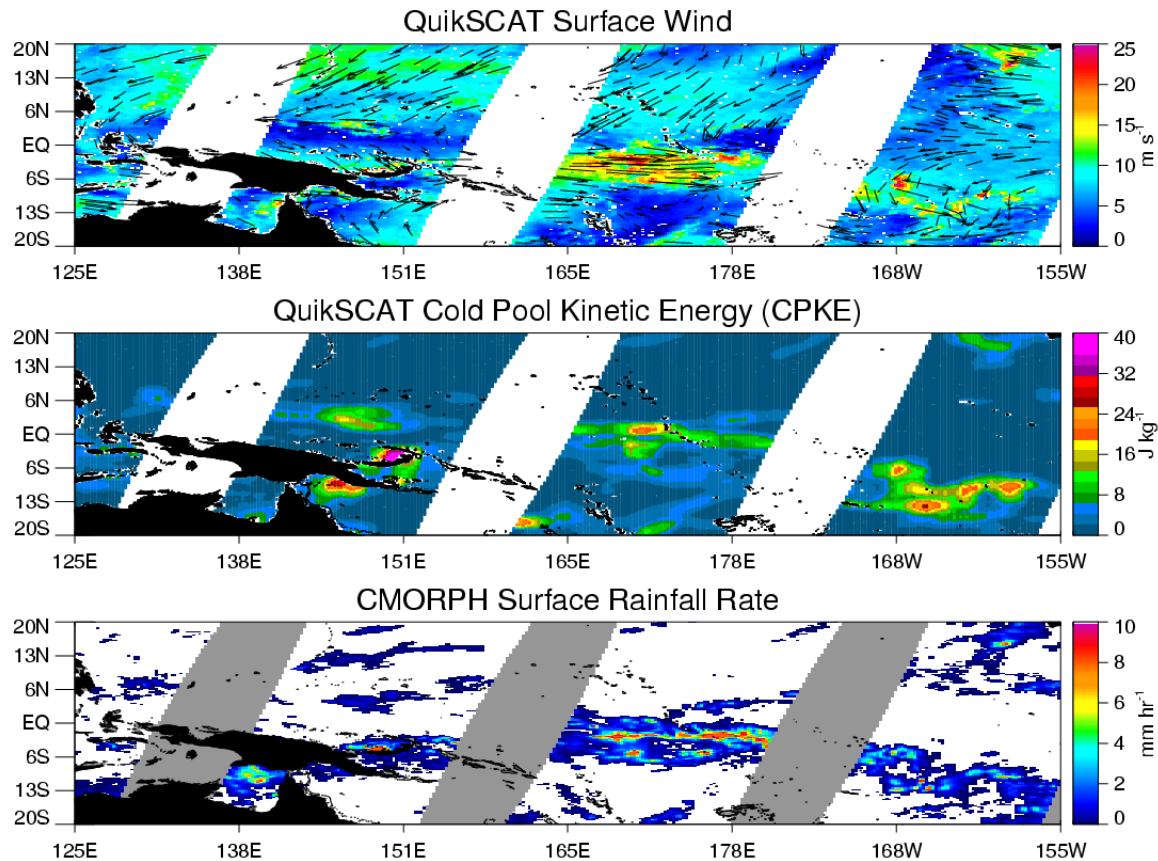 QuikSCAT Surface Wind
20N
13N
6N
EQ
6S
13S
20S
125E 138E 151E 165E 178E 168W 155W
25
20
15
10
5
0
m s⁻¹
QuikSCAT Cold Pool Kinetic Energy (CPKE)
20N
13N
6N
EQ
6S
13S
20S
125E 138E 151E 165E 178E 168W 155W
40
32
24
16
8
0
J kg⁻¹
CMORPH Surface Rainfall Rate
20N
13N
6N
EQ
6S
13S
20S
125E 138E 151E 165E 178E 168W 155W
10
8
6
4
2
0
mm hr⁻¹